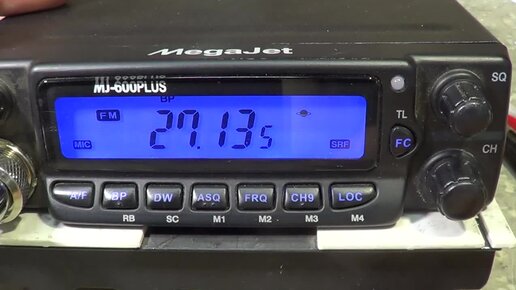 MegaJet
MJ-600PLUS
SQ
BP
FM
27.135
TL
FC
MIC
SRF
CH
A/F
BP
DW
ASQ
FRQ
CH9
LOC
RB
SC
M1
M2
M3
M4